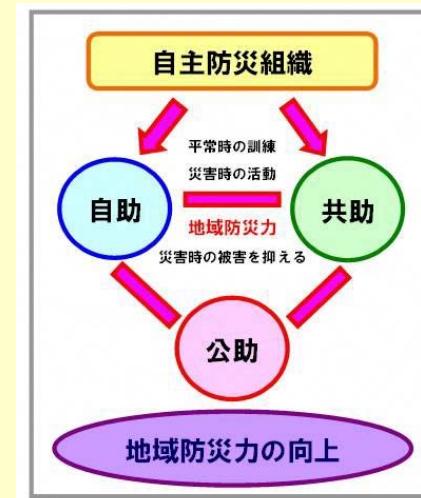 自主防災組織
平常時の訓練
災害時の活動
自助
共助
地域防災力
災害時の被害を抑える
公助
地域防災力の向上